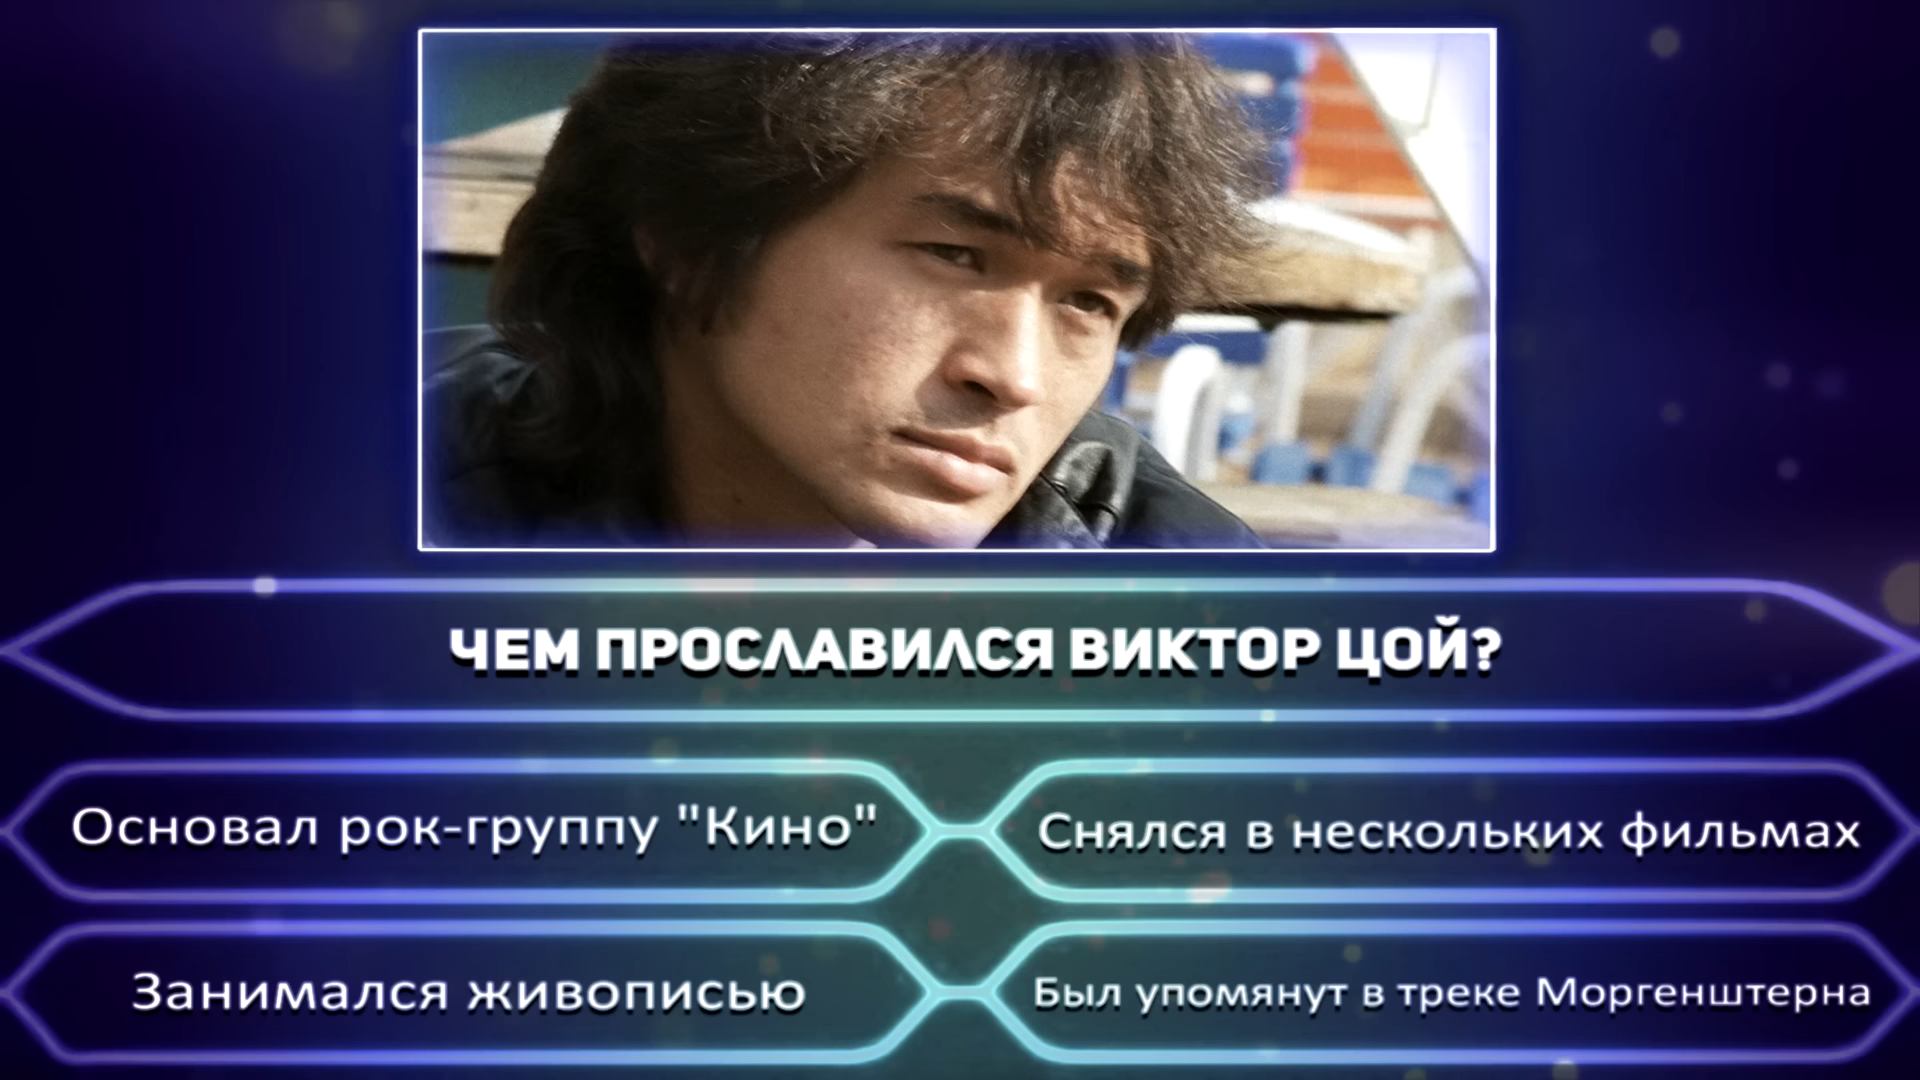 ЧЕМ ПРОСЛАВИЛСЯ ВИКТОР ЦОЙ?
Основал рок-группу "Кино"
Снялся в нескольких фильмах
Занимался живописью
Был упомянут в треке Моргенштерна